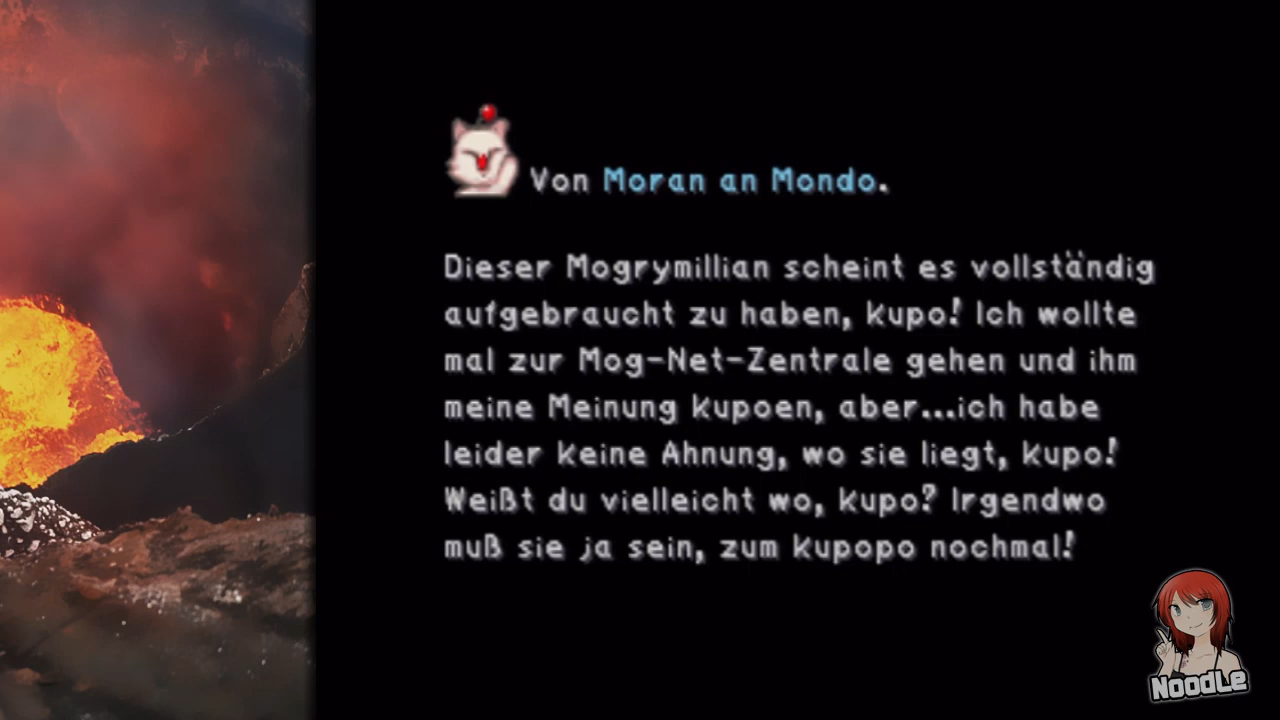 Von Moran an Mondo.
Dieser Mogrymillian scheint es vollständig
aufgebraucht zu haben, kupo! Ich wollte
mal zur Mog-Net-Zentrale gehen und ihm
meine Meinung kupoen, aber...ich habe
leider keine Ahnung, wo sie liegt, kupo!
Weißt du vielleicht wo, kupo? Irgendwo
muß sie ja sein, zum kupopo nochmal!
NoodLe